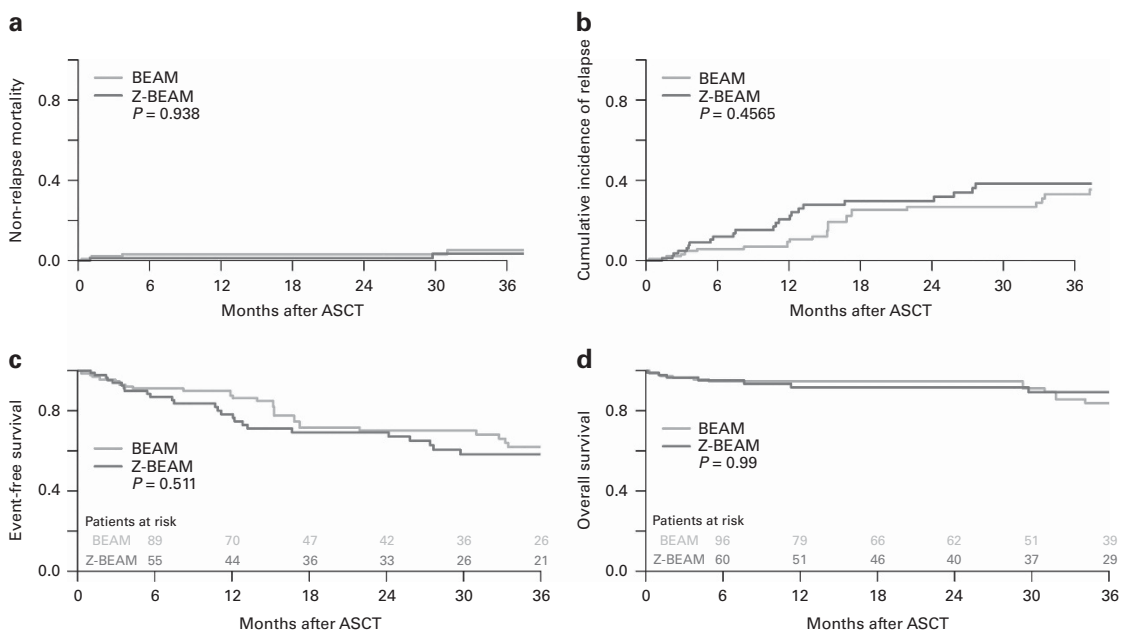 a
Non-relapse mortality
0.8
0.4
0.0
BEAM
Z-BEAM
P = 0.938
0 6 12 18 24 30 36
Months after ASCT
b
Cumulative incidence of relapse
0.8
0.4
0.0
BEAM
Z-BEAM
P = 0.4565
0 6 12 18 24 30 36
Months after ASCT
c
Event-free survival
0.8
0.4
0.0
BEAM
Z-BEAM
P = 0.511
Patients at risk
BEAM 89 70 47 42 36 26
Z-BEAM 55 44 36 33 26 21
0 6 12 18 24 30 36
Months after ASCT
d
Overall survival
0.8
0.4
0.0
BEAM
Z-BEAM
P = 0.99
Patients at risk
BEAM 96 79 66 62 51 39
Z-BEAM 60 51 46 40 37 29
0 6 12 18 24 30 36
Months after ASCT